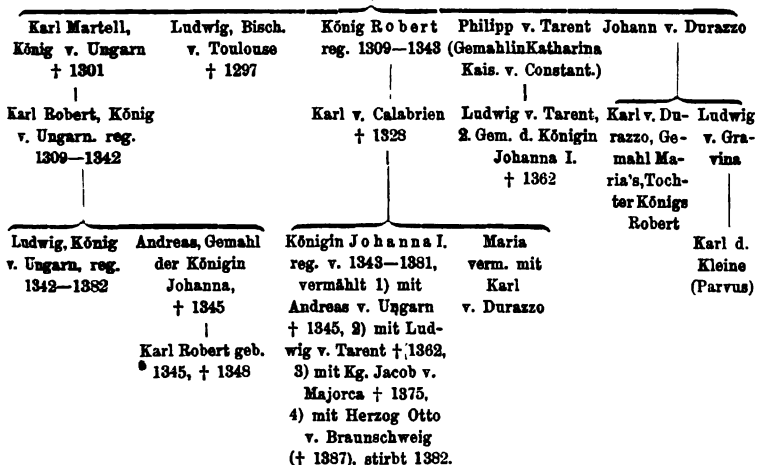 Karl Martell,
König v. Ungarn
† 1301
Ludwig, Bisch.
v. Toulouse
† 1297
König Robert
reg. 1309—1343
Philipp v. Tarent
(Gemahlin Katharina
Kais. v. Constant.)
Johann v. Durazzo
Karl Robert, König
v. Ungarn. reg.
1309—1342
Karl v. Calabrien
† 1328
Ludwig v. Tarent,
2. Gem. d. Königin
Johanna I.
† 1362
Karl v. Du-
razzo, Ge-
mahl Ma-
ria's, Toch-
ter Königs
Robert
Ludwig
v. Gra-
vina
Ludwig, König
v. Ungarn, reg.
1342—1382
Andreas, Gemahl
der Königin
Johanna,
† 1345
Königin Johanna I.
reg. v. 1343—1381,
vermählt 1) mit
Andreas v. Ungarn
† 1345, 2) mit Lud-
wig v. Tarent † 1362,
3) mit Kg. Jacob v.
Majorca † 1375,
4) mit Herzog Otto
v. Braunschweig
(† 1387), stirbt 1382.
Maria
verm. mit
Karl
v. Durazzo
Karl d.
Kleine
(Parvus)
Karl Robert geb.
1345, † 1348